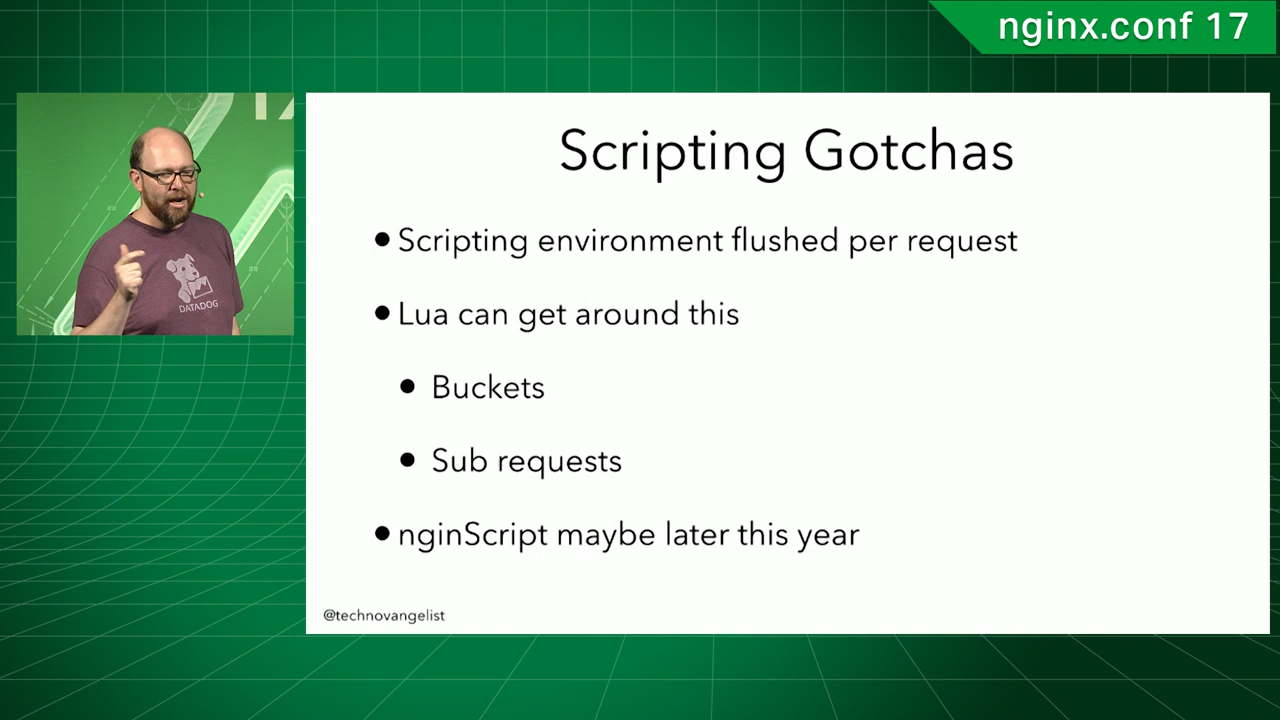 nginx.conf 17
Scripting Gotchas
● Scripting environment flushed per request
● Lua can get around this
● Buckets
● Sub requests
● nginScript maybe later this year
@technovangelist
DATADOG